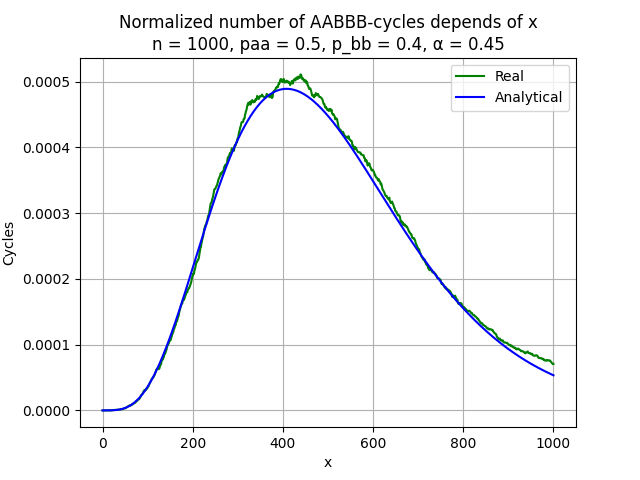 Normalized number of AABBB-cycles depends of x
n = 1000, paa = 0.5, p_bb = 0.4, α = 0.45
Real
Analytical
0.0005
0.0004
0.0003
0.0002
0.0001
0.0000
Cycles
0 200 400 600 800 1000
x